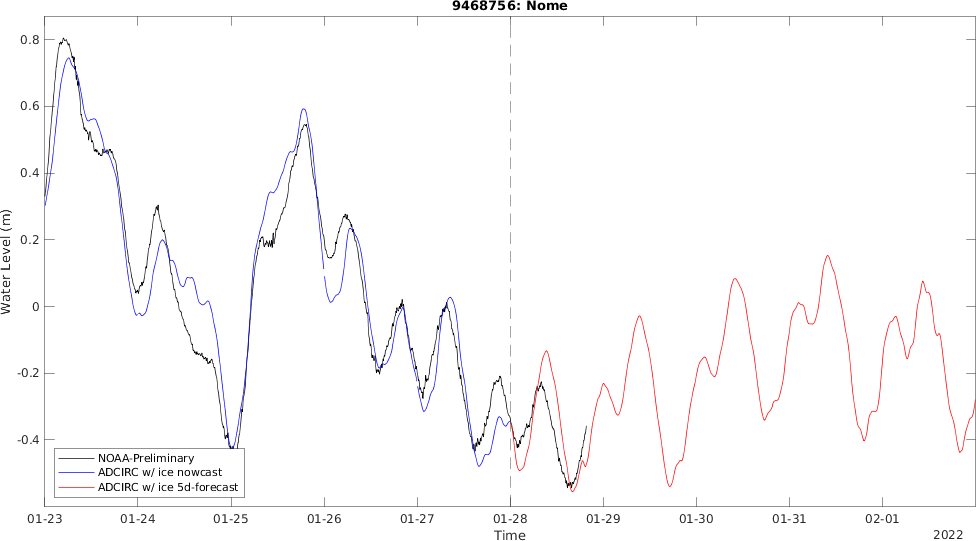 9468756: Nome
0.8
0.6
0.4
0.2
0
-0.2
-0.4
Water Level (m)
NOAA-Preliminary
ADCIRC w/ ice nowcast
ADCIRC w/ ice 5d-forecast
01-23 01-24 01-25 01-26 01-27 01-28 01-29 01-30 01-31 02-01
Time
2022